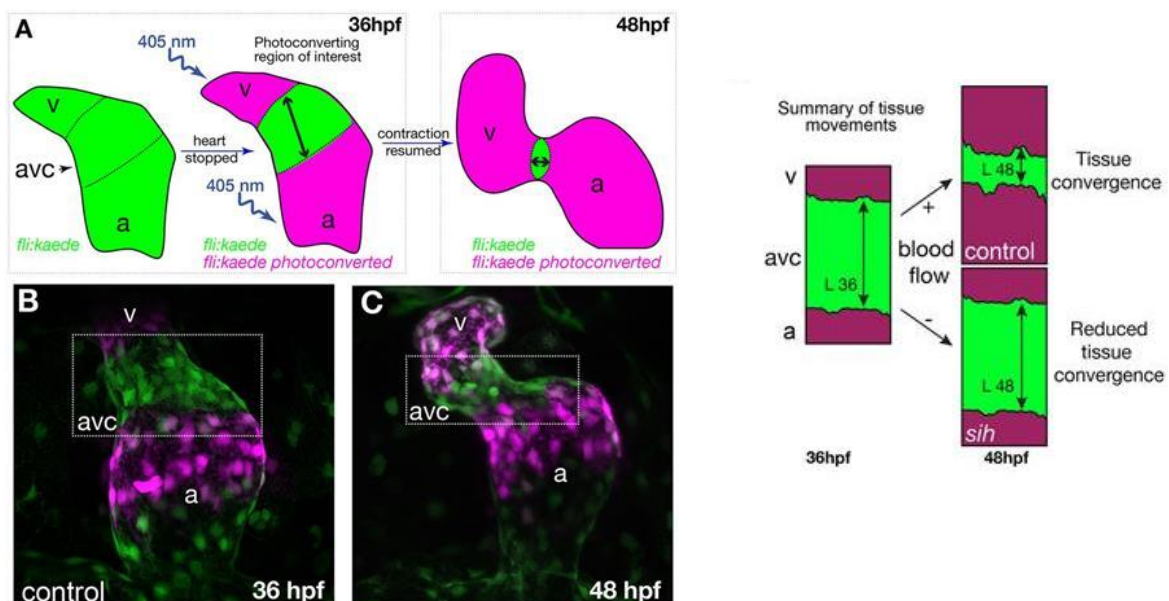 A
36hpf
405 nm
Photoconverting
region of interest
v
avc
a
heart
stopped
v
a
405 nm
fli:kaede
fli:kaede
fli:kaede photoconverted
contraction
resumed
48hpf
v
a
fli:kaede
fli:kaede photoconverted
B
v
avc
a
control
36 hpf
C
v
avc
a
48 hpf
Summary of tissue
movements
v
avc
a
L 36
36hpf
+
blood
flow
-
L 48
control
Tissue
convergence
L 48
sih
Reduced
tissue
convergence
48hpf